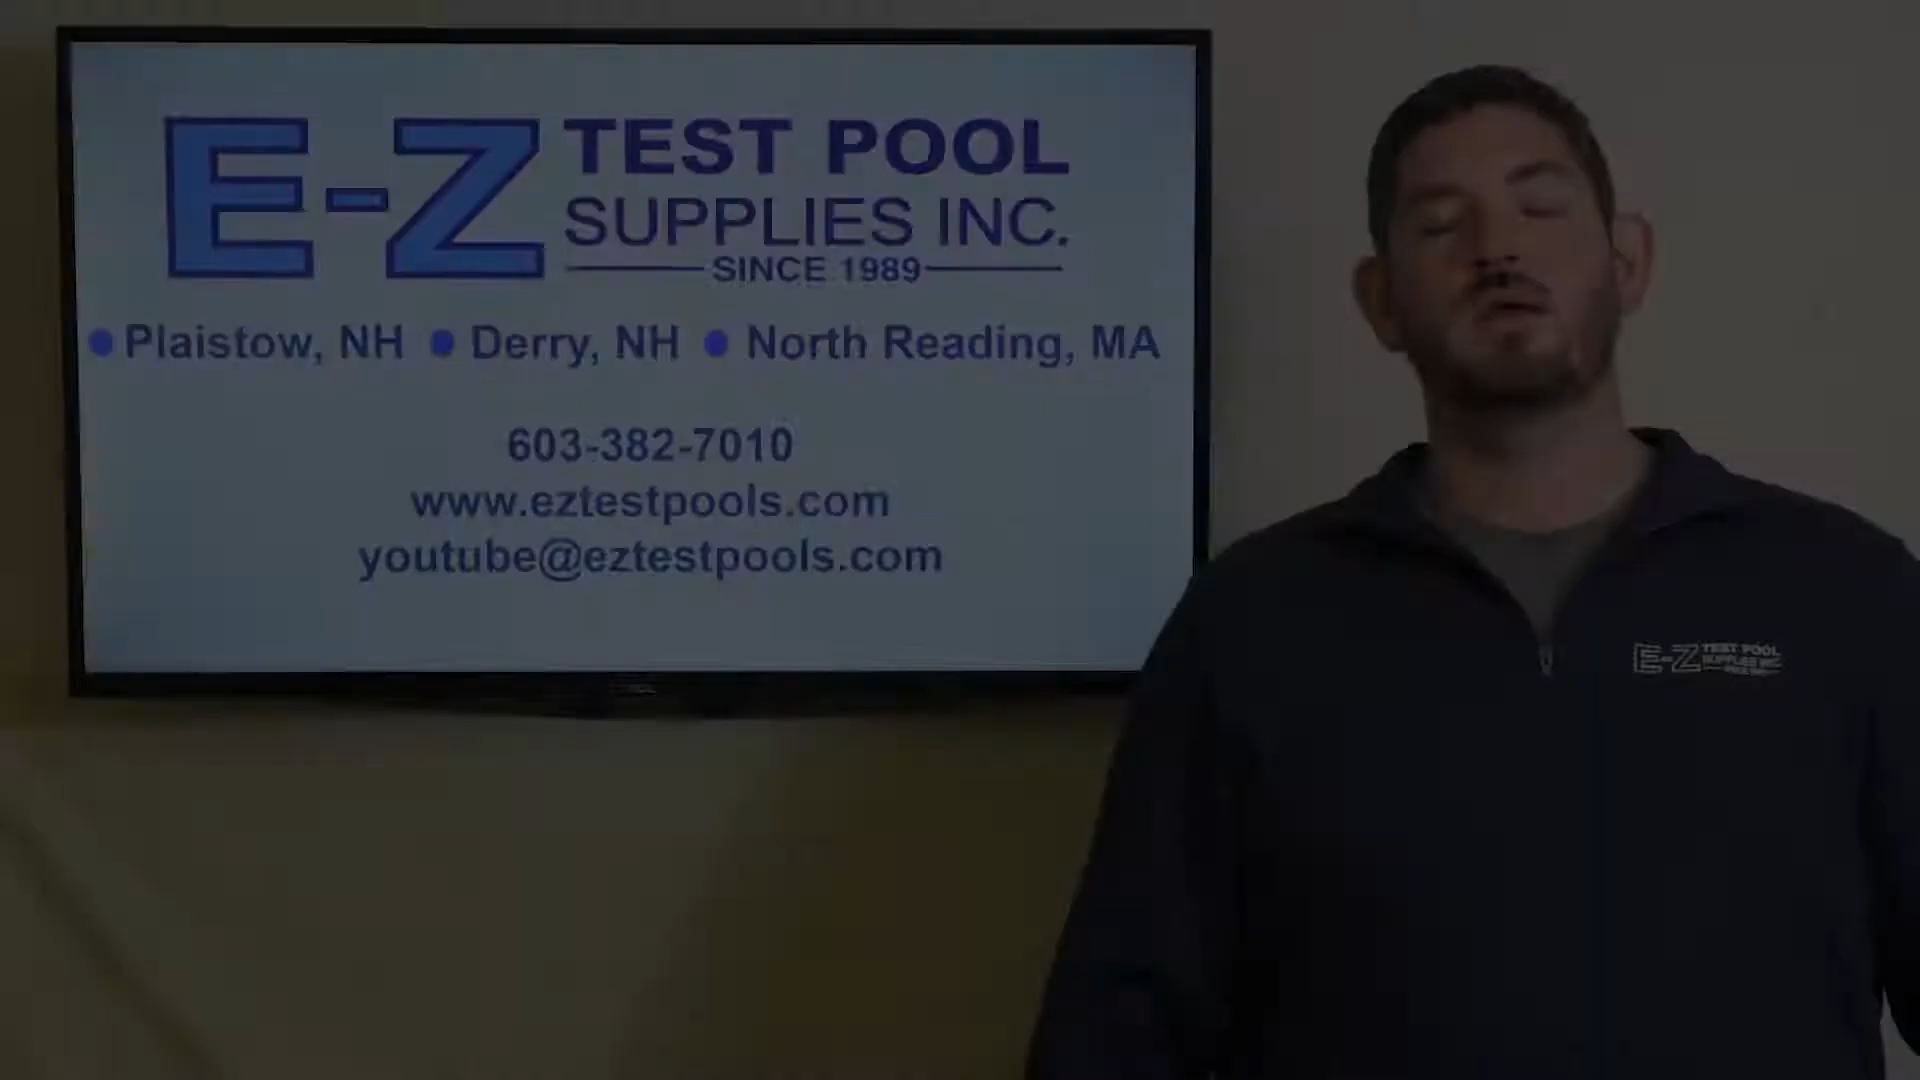 E-Z TEST POOL
SUPPLIES INC.
SINCE 1989
Plaistow, NH • Derry, NH • North Reading, MA
603-382-7010
www.eztestpools.com
youtube@eztestpools.com
E-Z TEST POOL
SUPPLIES INC